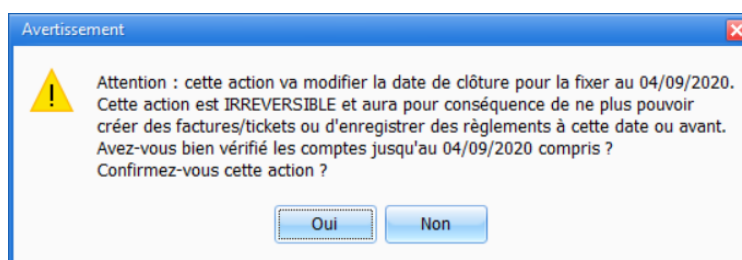 Avertissement
Attention : cette action va modifier la date de clôture pour la fixer au 04/09/2020.
Cette action est IRREVERSIBLE et aura pour conséquence de ne plus pouvoir
créer des factures/tickets ou d'enregistrer des règlements à cette date ou avant.
Avez-vous bien vérifié les comptes jusqu'au 04/09/2020 compris ?
Confirmez-vous cette action ?
Oui
Non